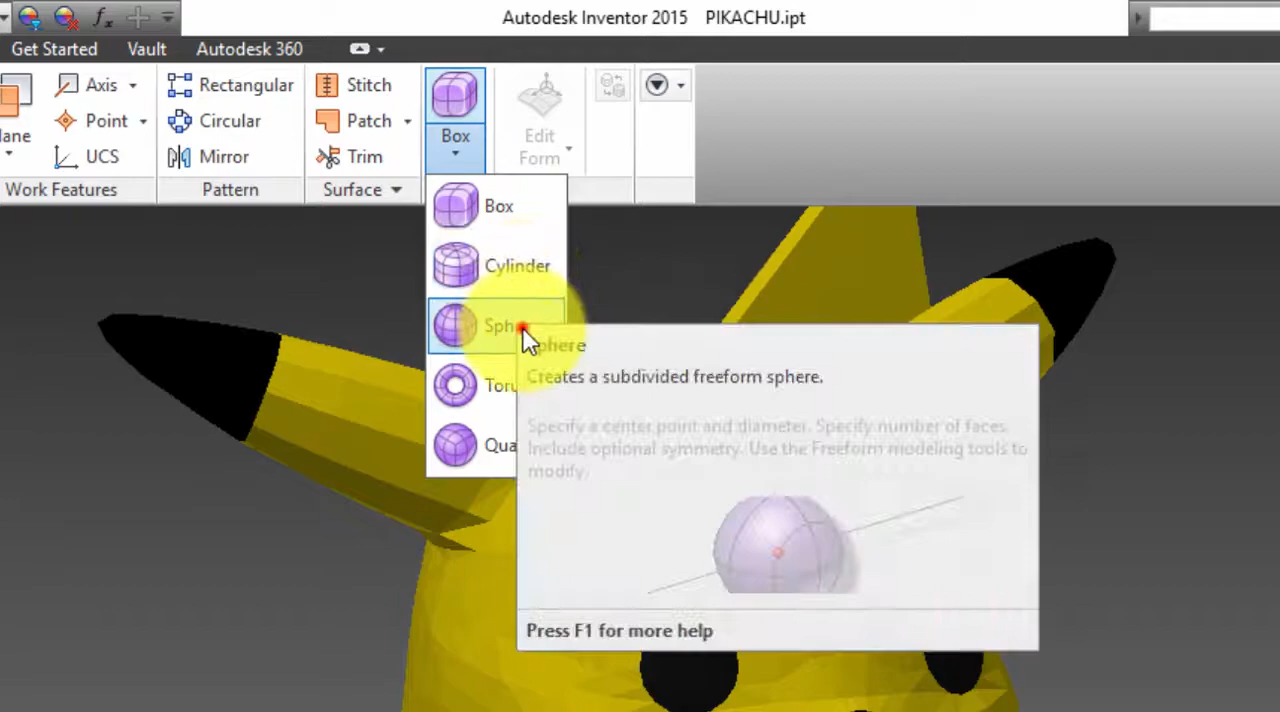 Autodesk Inventor 2015 PIKACHU.ipt
Get Started Vault Autodesk 360
Axis Rectangular Stitch
Point Circular Patch Box Edit
UCS Mirror Trim Form
Work Features Pattern Surface
Box
Cylinder
Sphere
Creates a subdivided freeform sphere.
Specify a center point and diameter. Specify number of faces.
Include optional symmetry. Use the Freeform modeling tools to
modify.
Press F1 for more help